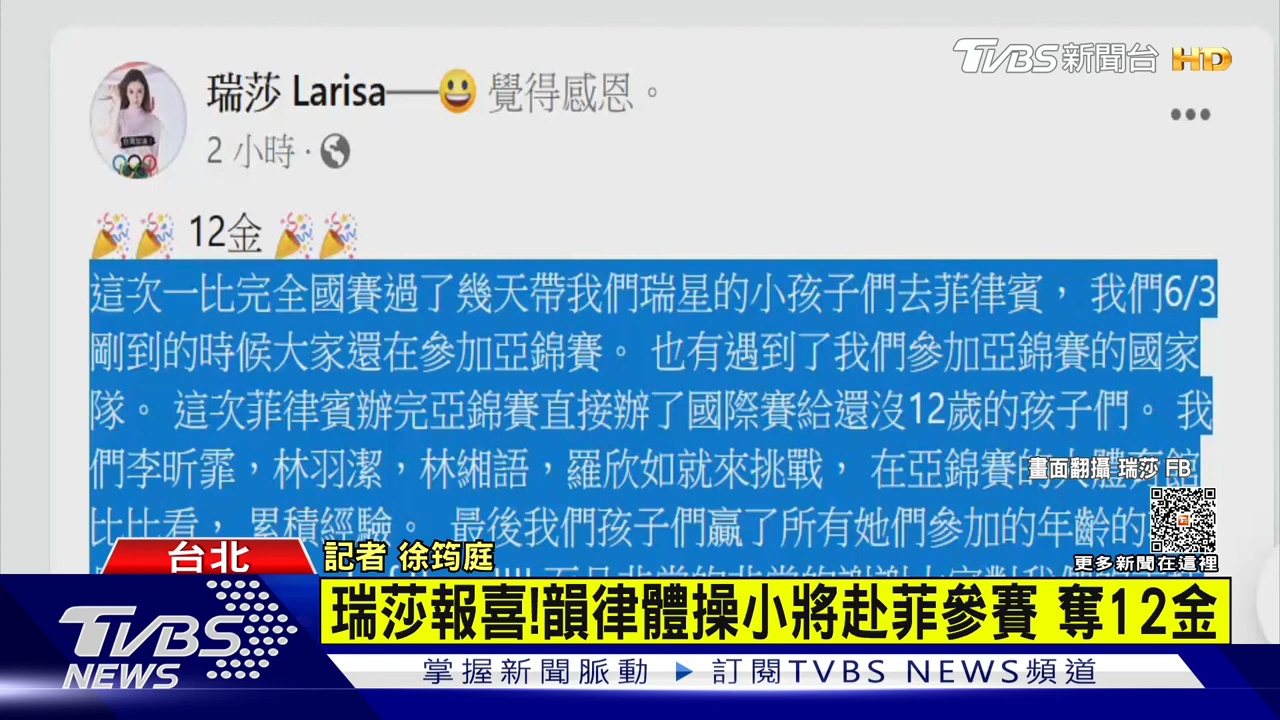 TVBS新聞台 HD
瑞莎 Larisa—😃 覺得感恩。
2 小時 ·
🎉🎉 12金 🎉🎉
這次一比完全國賽過了幾天帶我們瑞星的小孩子們去菲律賓， 我們6/3
剛到的時候大家還在參加亞錦賽。 也有遇到了我們參加亞錦賽的國家
隊。 這次菲律賓辦完亞錦賽直接辦了國際賽給還沒12歲的孩子們。 我
們李昕霏，林羽潔，林緗語，羅欣如就來挑戰， 在亞錦賽的大體育館
畫面翻攝 瑞莎 FB
比比看， 累積經驗。 最後我們孩子們贏了所有她們參加的年齡的
更多新聞在這裡
台北
記者 徐筠庭
瑞莎報喜!韻律體操小將赴菲參賽 奪12金
TVBS NEWS
掌握新聞脈動 ▶ 訂閱TVBS NEWS頻道